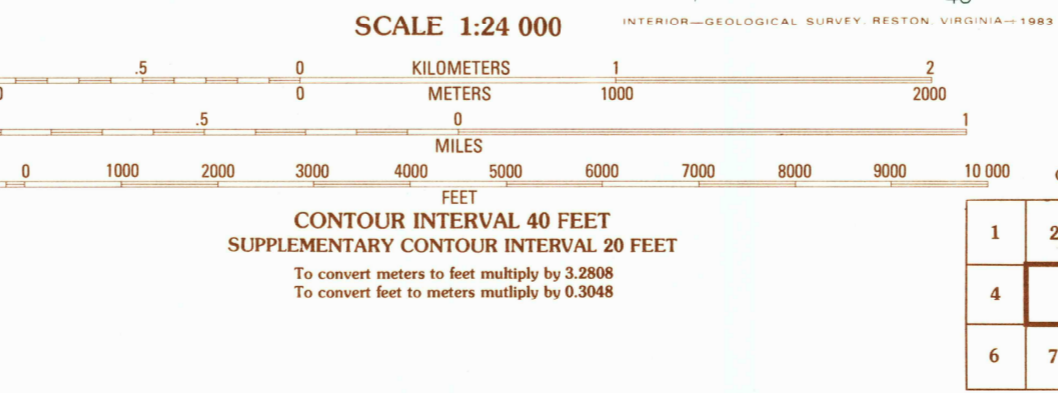 SCALE 1:24 000
INTERIOR—GEOLOGICAL SURVEY, RESTON, VIRGINIA—1983
.5 0 KILOMETERS 1 2
0 METERS 1000 2000
.5 0 1
MILES
0 1000 2000 3000 4000 5000 6000 7000 8000 9000 10 000
FEET
CONTOUR INTERVAL 40 FEET
SUPPLEMENTARY CONTOUR INTERVAL 20 FEET
To convert meters to feet multiply by 3.2808
To convert feet to meters mutliply by 0.3048
1 2
4
6 7